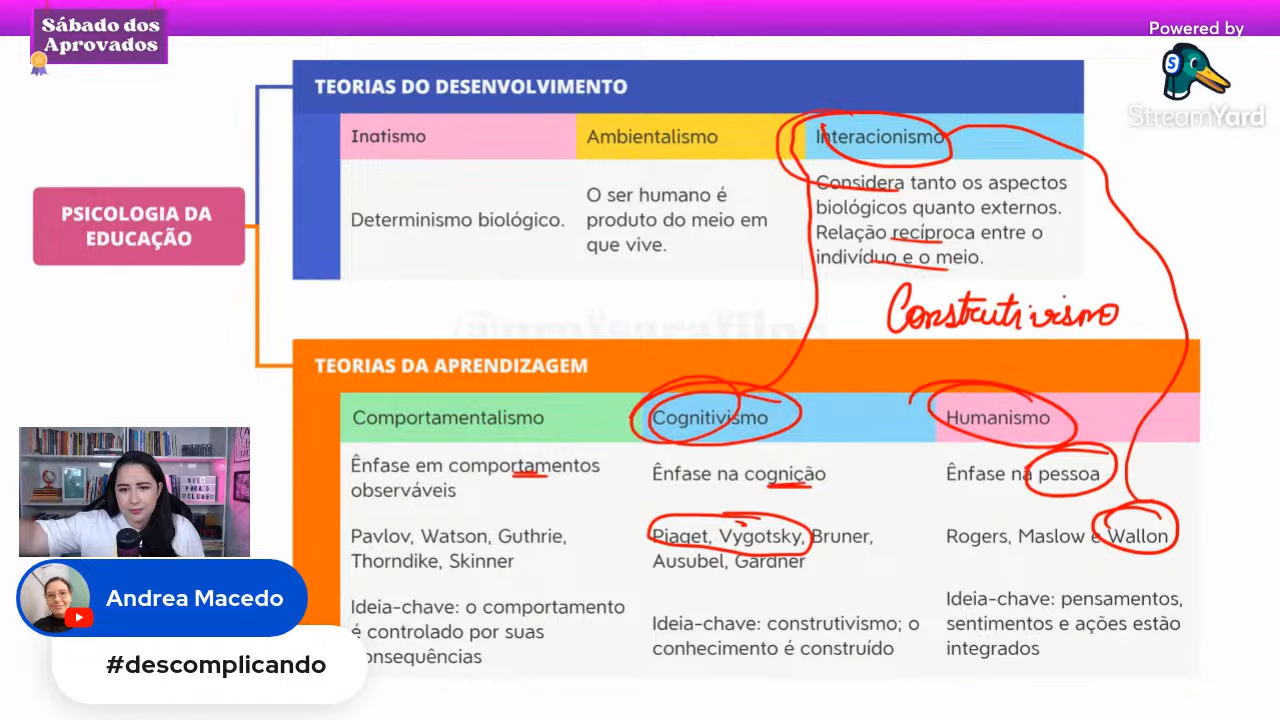 Sábado dos
Aprovados
Powered by
StreamYard
TEORIAS DO DESENVOLVIMENTO
Inatismo
Ambientalismo
Interacionismo
PSICOLOGIA DA
EDUCAÇÃO
Determinismo biológico.
O ser humano é
produto do meio em
que vive.
Considera tanto os aspectos
biológicos quanto externos.
Relação recíproca entre o
indivíduo e o meio.
Construtivismo
TEORIAS DA APRENDIZAGEM
Comportamentalismo
Cognitivismo
Humanismo
Ênfase em comportamentos
observáveis
Ênfase na cognição
Ênfase na pessoa
Pavlov, Watson, Guthrie,
Thorndike, Skinner
Piaget, Vygotsky, Bruner,
Ausubel, Gardner
Rogers, Maslow e Wallon
Ideia-chave: o comportamento
é controlado por suas
consequências
Ideia-chave: construtivismo; o
conhecimento é construído
Ideia-chave: pensamentos,
sentimentos e ações estão
integrados
Andrea Macedo
#descomplicando